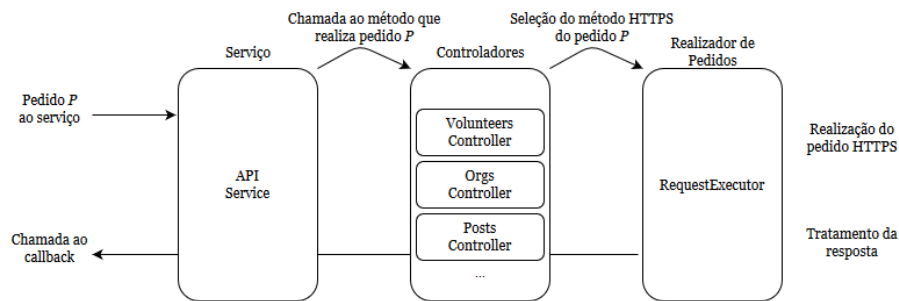 Chamada ao método que
realiza pedido P
Seleção do método HTTPS
do pedido P
Serviço
Controladores
Realizador de
Pedidos
Pedido P
ao serviço
API
Service
Volunteers
Controller
Orgs
Controller
Posts
Controller
...
RequestExecutor
Realização do
pedido HTTPS
Chamada ao
callback
Tratamento da
resposta